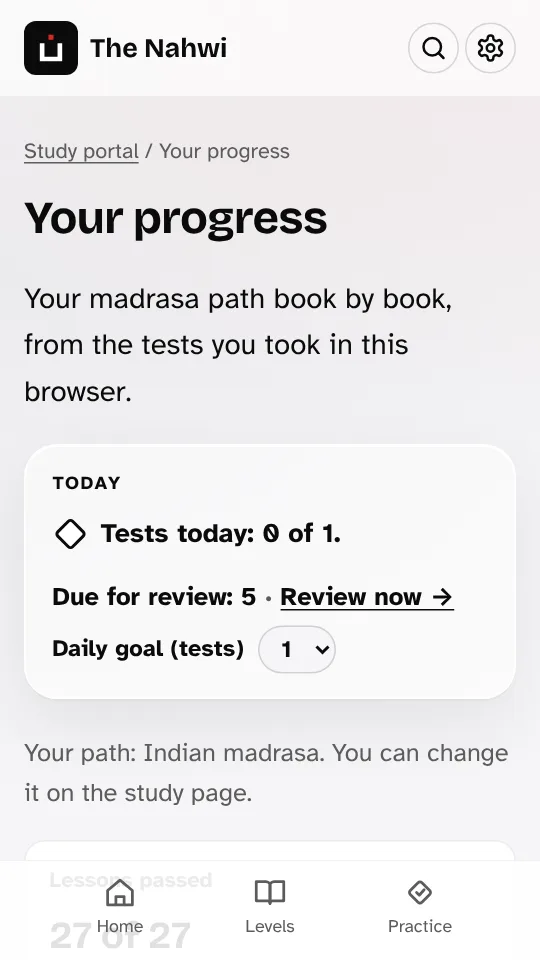 The Nahwi
Study portal / Your progress
Your progress
Your madrasa path book by book,
from the tests you took in this
browser.
TODAY
Tests today: 0 of 1.
Due for review: 5 • Review now →
Daily goal (tests) 1
Your path: Indian madrasa. You can change
it on the study page.
Lessons passed
27 of 27
Home Levels Practice